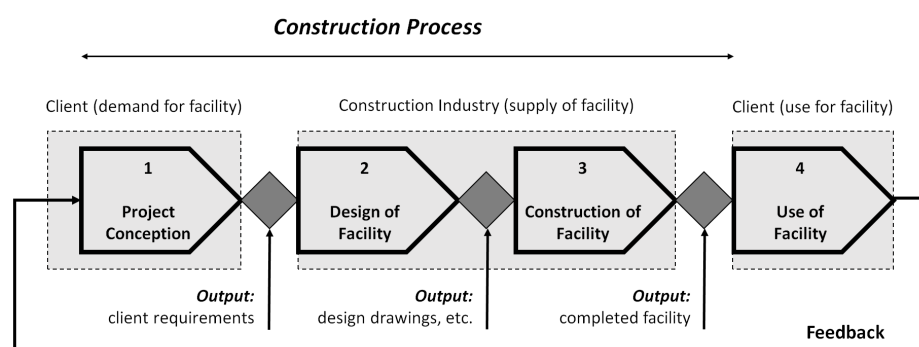 Construction Process
Client (demand for facility)
Construction Industry (supply of facility)
Client (use for facility)
1
Project
Conception
2
Design of
Facility
3
Construction of
Facility
4
Use of
Facility
Output:
client requirements
Output:
design drawings, etc.
Output:
completed facility
Feedback